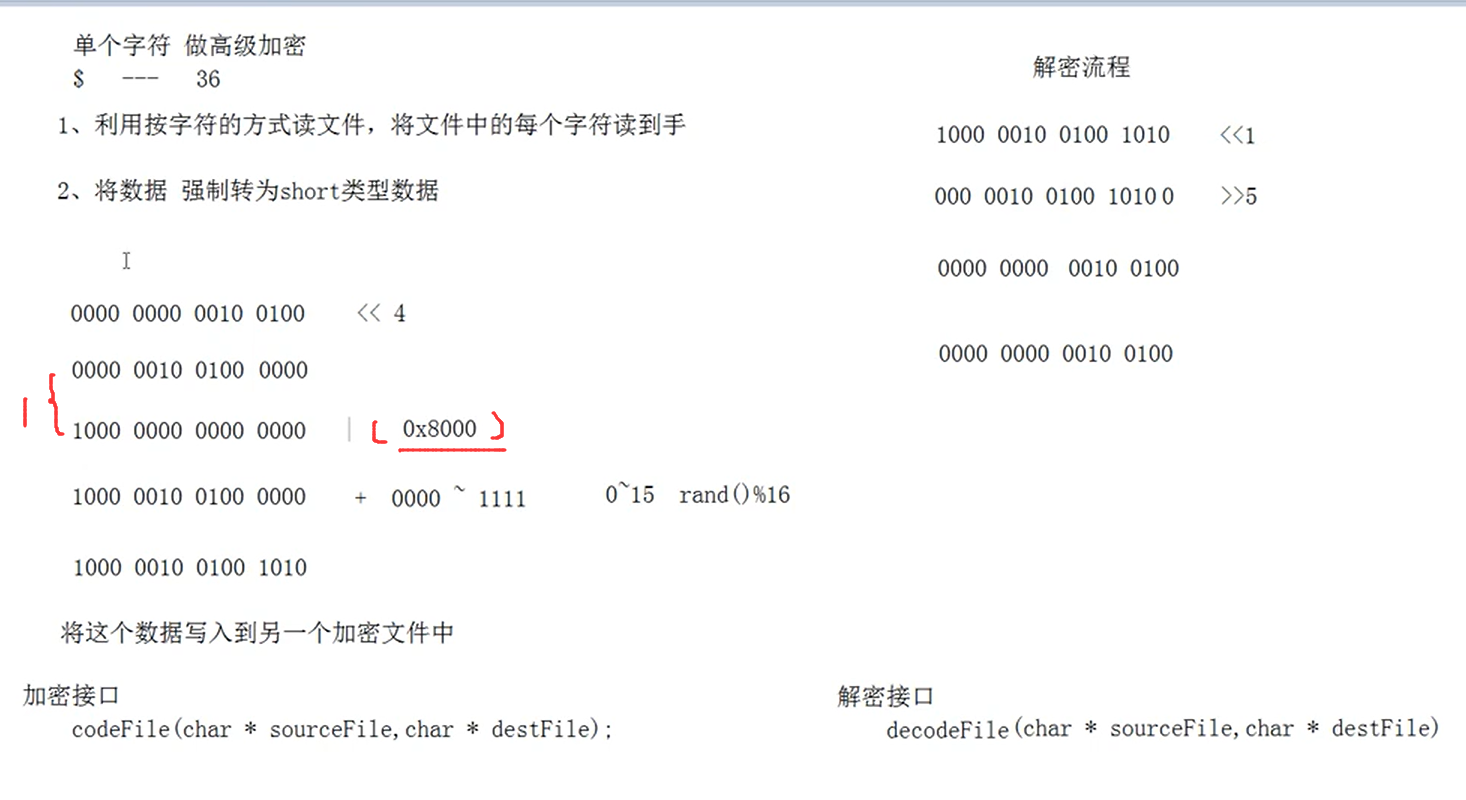 单个字符 做高级加密
$ --- 36
1、利用按字符的方式读文件，将文件中的每个字符读到手
2、将数据 强制转为short类型数据
0000 0000 0010 0100 << 4
0000 0010 0100 0000
1000 0000 0000 0000 | 0x8000
1000 0010 0100 0000 + 0000 ~ 1111 0~15 rand()%16
1000 0010 0100 1010
将这个数据写入到另一个加密文件中
加密接口
codeFile(char * sourceFile,char * destFile);
解密流程
1000 0010 0100 1010 <<1
000 0010 0100 1010 0 >>5
0000 0000 0010 0100
0000 0000 0010 0100
解密接口
decodeFile(char * sourceFile,char * destFile)